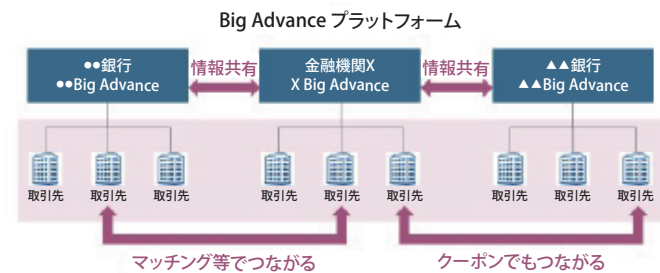 Big Advance プラットフォーム
●●銀行
●●Big Advance
情報共有
金融機関X
X Big Advance
情報共有
▲▲銀行
▲▲Big Advance
取引先
取引先
取引先
取引先
取引先
取引先
取引先
取引先
取引先
マッチング等でつながる
クーポンでもつながる